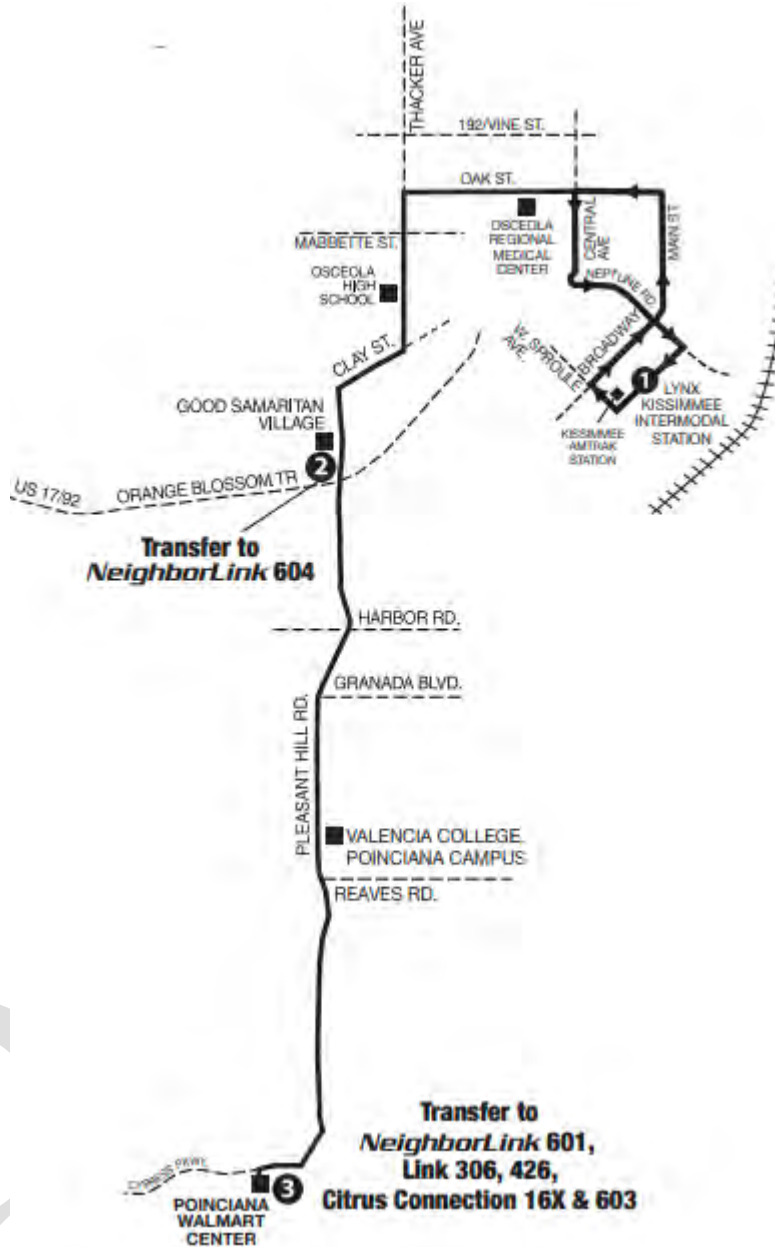 THACKER AVE
192/VINE ST.
OAK ST.
OSCEOLA
REGIONAL
MEDICAL
CENTER
CENTRAL
AVE
MAIN ST
MABBETTE ST.
OSCEOLA
HIGH
SCHOOL
NEPTUNE RD.
CLAY ST.
W. SPROULE
AVE.
BROADWAY
1
LYNX
KISSIMMEE
INTERMODAL
STATION
KISSIMMEE
AMTRAK
STATION
GOOD SAMARITAN
VILLAGE
2
US 17/92
ORANGE BLOSSOM TR
Transfer to
NeighborLink 604
HARBOR RD.
GRANADA BLVD.
PLEASANT HILL RD.
VALENCIA COLLEGE
POINCIANA CAMPUS
REAVES RD.
Transfer to
NeighborLink 601,
Link 306, 426,
Citrus Connection 16X & 603
CYPRESS PKWY.
3
POINCIANA
WALMART
CENTER